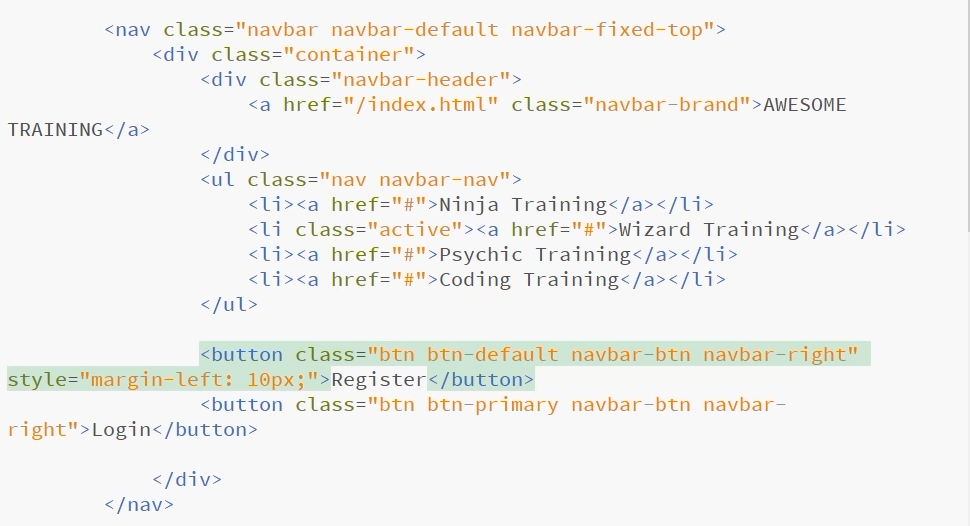 <nav class="navbar navbar-default navbar-fixed-top">
<div class="container">
<div class="navbar-header">
<a href="/index.html" class="navbar-brand">AWESOME
TRAINING</a>
</div>
<ul class="nav navbar-nav">
<li><a href="#">Ninja Training</a></li>
<li class="active"><a href="#">Wizard Training</a></li>
<li><a href="#">Psychic Training</a></li>
<li><a href="#">Coding Training</a></li>
</ul>
<button class="btn btn-default navbar-btn navbar-right"
style="margin-left: 10px;">Register</button>
<button class="btn btn-primary navbar-btn navbar-
right">Login</button>
</div>
</nav>